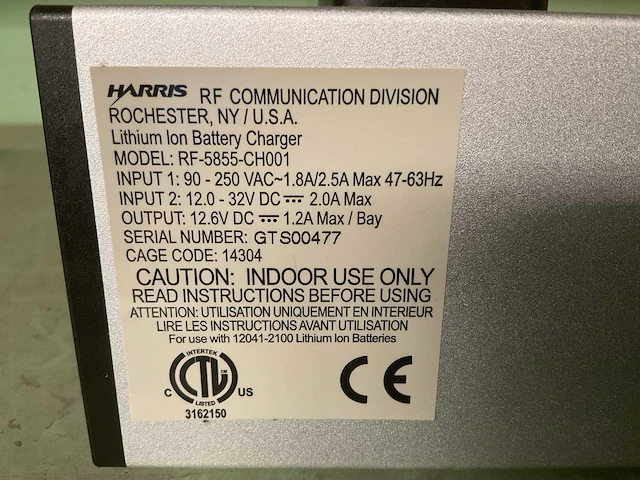 HARRIS RF COMMUNICATION DIVISION
ROCHESTER, NY / U.S.A.
Lithium Ion Battery Charger
MODEL: RF-5855-CH001
INPUT 1: 90 - 250 VAC~1.8A/2.5A Max 47-63Hz
INPUT 2: 12.0 - 32V DC ⎓ 2.0A Max
OUTPUT: 12.6V DC ⎓ 1.2A Max / Bay
SERIAL NUMBER: GTS00477
CAGE CODE: 14304
CAUTION: INDOOR USE ONLY
READ INSTRUCTIONS BEFORE USING
ATTENTION: UTILISATION UNIQUEMENT EN INTERIEUR
LIRE LES INSTRUCTIONS AVANT UTILISATION
For use with 12041-2100 Lithium Ion Batteries
INTERTEK
C ETL CM US
LISTED
3162150
CE